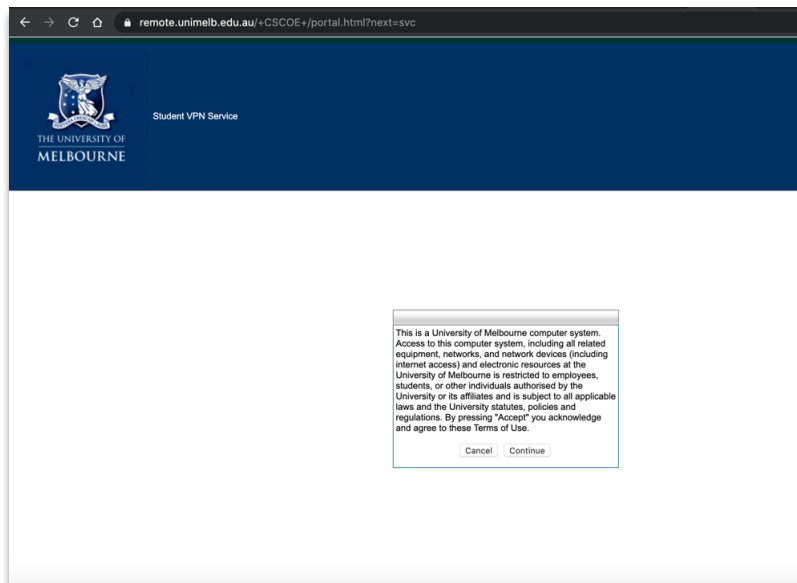 remote.unimelb.edu.au/+CSCOE+/portal.html?next=svc
Student VPN Service
THE UNIVERSITY OF
MELBOURNE
This is a University of Melbourne computer system.
Access to this computer system, including all related
equipment, networks, and network devices (including
internet access) and electronic resources at the
University of Melbourne is restricted to employees,
students, or other individuals authorised by the
University or its affiliates and is subject to all applicable
laws and the University statutes, policies and
regulations. By pressing "Accept" you acknowledge
and agree to these Terms of Use.
Cancel Continue